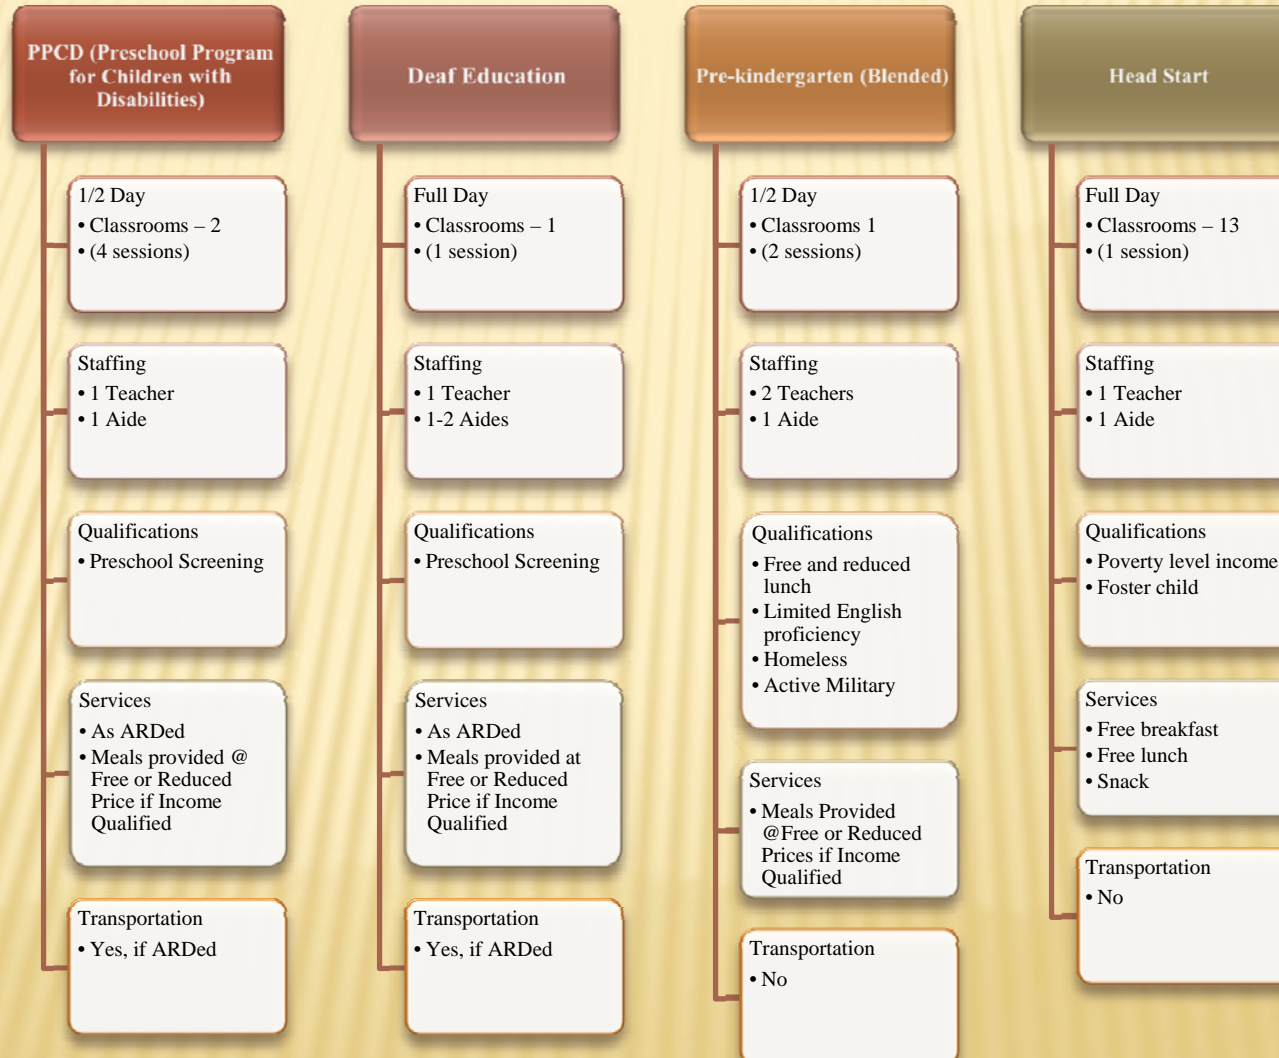 PPCD (Preschool Program
for Children with
Disabilities)
1/2 Day
• Classrooms – 2
• (4 sessions)
Staffing
• 1 Teacher
• 1 Aide
Qualifications
• Preschool Screening
Services
• As ARDed
• Meals provided @
Free or Reduced
Price if Income
Qualified
Transportation
• Yes, if ARDed
Deaf Education
Full Day
• Classrooms – 1
• (1 session)
Staffing
• 1 Teacher
• 1-2 Aides
Qualifications
• Preschool Screening
Services
• As ARDed
• Meals provided at
Free or Reduced
Price if Income
Qualified
Transportation
• Yes, if ARDed
Pre-kindergarten (Blended)
1/2 Day
• Classrooms 1
• (2 sessions)
Staffing
• 2 Teachers
• 1 Aide
Qualifications
• Free and reduced
lunch
• Limited English
proficiency
• Homeless
• Active Military
Services
• Meals Provided
@Free or Reduced
Prices if Income
Qualified
Transportation
• No
Head Start
Full Day
• Classrooms – 13
• (1 session)
Staffing
• 1 Teacher
• 1 Aide
Qualifications
• Poverty level income
• Foster child
Services
• Free breakfast
• Free lunch
• Snack
Transportation
• No